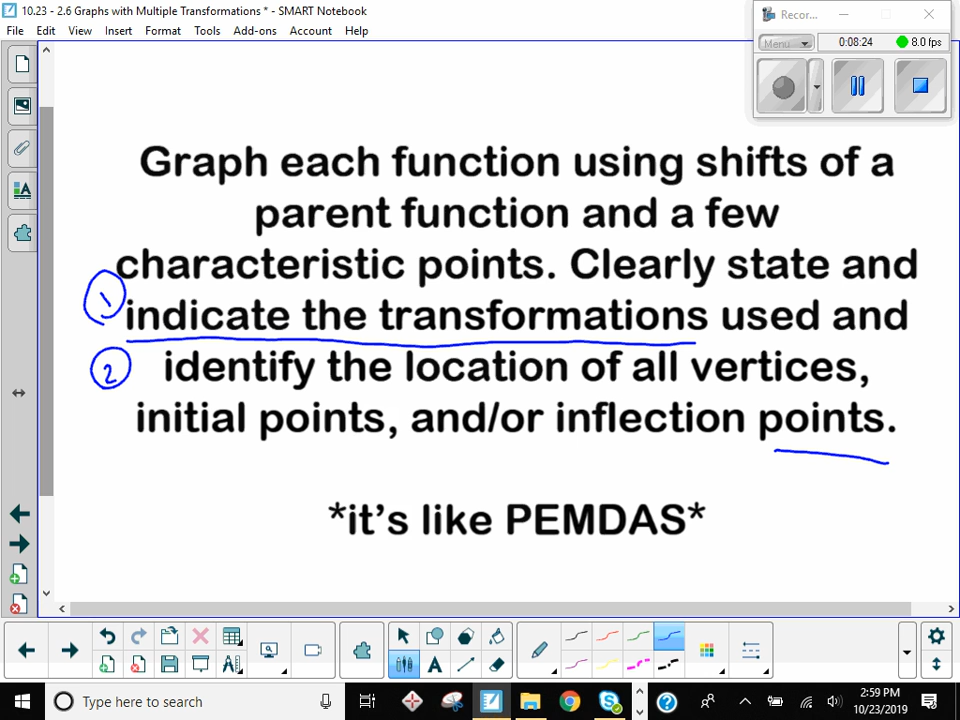 10.23 - 2.6 Graphs with Multiple Transformations * - SMART Notebook
File Edit View Insert Format Tools Add-ons Account Help
Recor...
Menu 0:08:24 8.0 fps
Graph each function using shifts of a
parent function and a few
characteristic points. Clearly state and
1 indicate the transformations used and
2 identify the location of all vertices,
initial points, and/or inflection points.
*it's like PEMDAS*
Type here to search
2:59 PM
10/23/2019